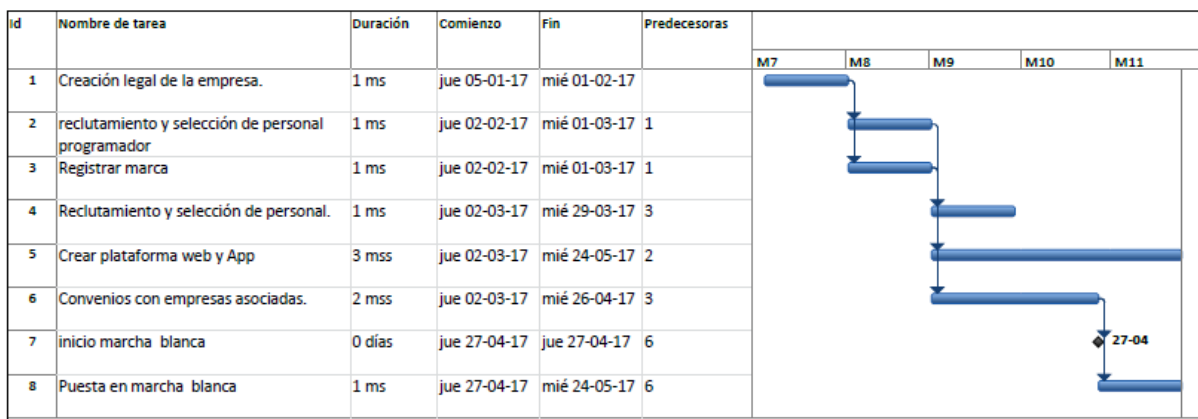 Id Nombre de tarea Duración Comienzo Fin Predecesoras
M7 M8 M9 M10 M11
1 Creación legal de la empresa. 1 ms jue 05-01-17 mié 01-02-17
2 reclutamiento y selección de personal programador 1 ms jue 02-02-17 mié 01-03-17 1
3 Registrar marca 1 ms jue 02-02-17 mié 01-03-17 1
4 Reclutamiento y selección de personal. 1 ms jue 02-03-17 mié 29-03-17 3
5 Crear plataforma web y App 3 mss jue 02-03-17 mié 24-05-17 2
6 Convenios con empresas asociadas. 2 mss jue 02-03-17 mié 26-04-17 3
7 inicio marcha blanca 0 días jue 27-04-17 jue 27-04-17 6 27-04
8 Puesta en marcha blanca 1 ms jue 27-04-17 mié 24-05-17 6